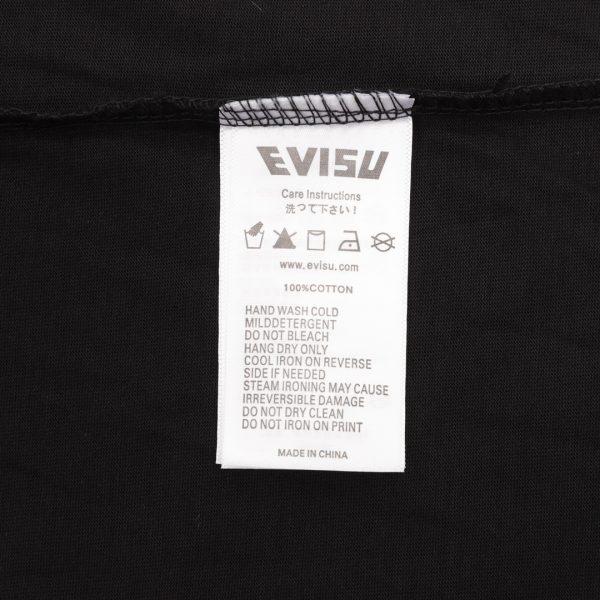 EVISU
Care Instructions
洗つて下さい!
www.evisu.com
100%COTTON
HAND WASH COLD
MILDDETERGENT
DO NOT BLEACH
HANG DRY ONLY
COOL IRON ON REVERSE
SIDE IF NEEDED
STEAM IRONING MAY CAUSE
IRREVERSIBLE DAMAGE
DO NOT DRY CLEAN
DO NOT IRON ON PRINT
MADE IN CHINA